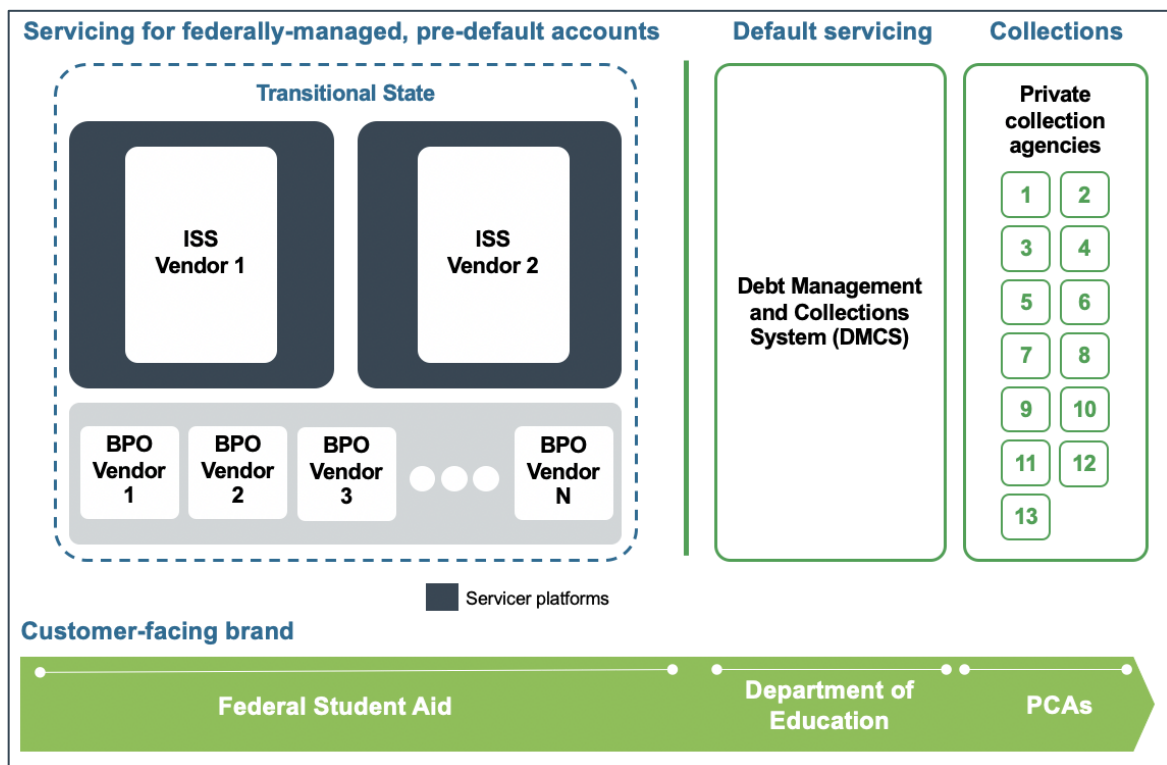 Servicing for federally-managed, pre-default accounts
Transitional State
ISS
Vendor 1
ISS
Vendor 2
BPO
Vendor
1
BPO
Vendor
2
BPO
Vendor
3
BPO
Vendor
N
Default servicing
Debt Management
and Collections
System (DMCS)
Collections
Private
collection
agencies
1 2
3 4
5 6
7 8
9 10
11 12
13
Servicer platforms
Customer-facing brand
Federal Student Aid
Department of
Education
PCAs